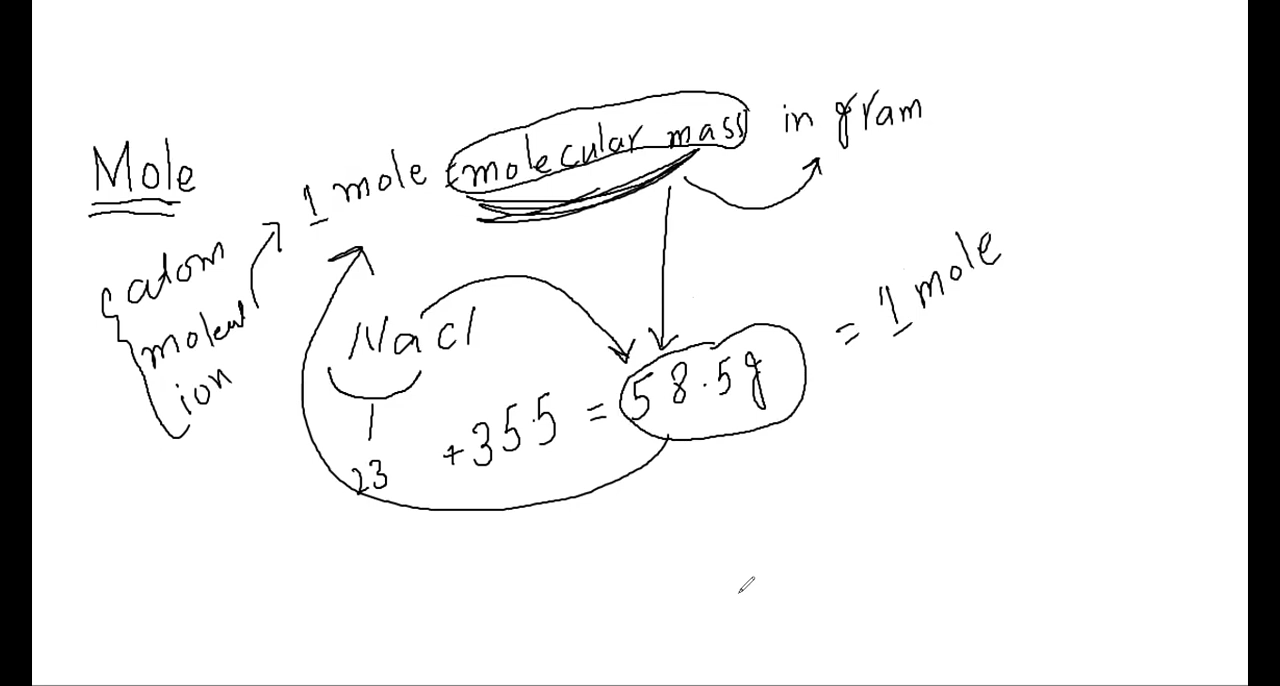 Mole
1 mole molecular mass in gram
atom
molecul
ion
NaCl
23 +35.5 = 58.5g = 1 mole